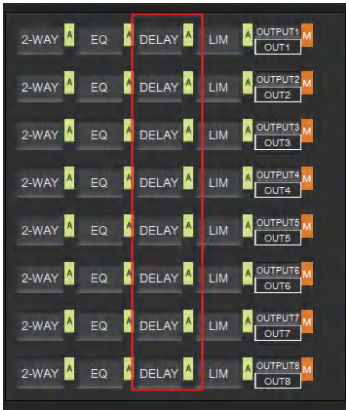 2-WAY A EQ A DELAY A LIM A OUTPUT1 M
OUT1
2-WAY A EQ A DELAY A LIM A OUTPUT2 M
OUT2
2-WAY A EQ A DELAY A LIM A OUTPUT3 M
OUT3
2-WAY A EQ A DELAY A LIM A OUTPUT4 M
OUT4
2-WAY A EQ A DELAY A LIM A OUTPUT5 M
OUT5
2-WAY A EQ A DELAY A LIM A OUTPUT6 M
OUT6
2-WAY A EQ A DELAY A LIM A OUTPUT7 M
OUT7
2-WAY A EQ A DELAY A LIM A OUTPUT8 M
OUT8